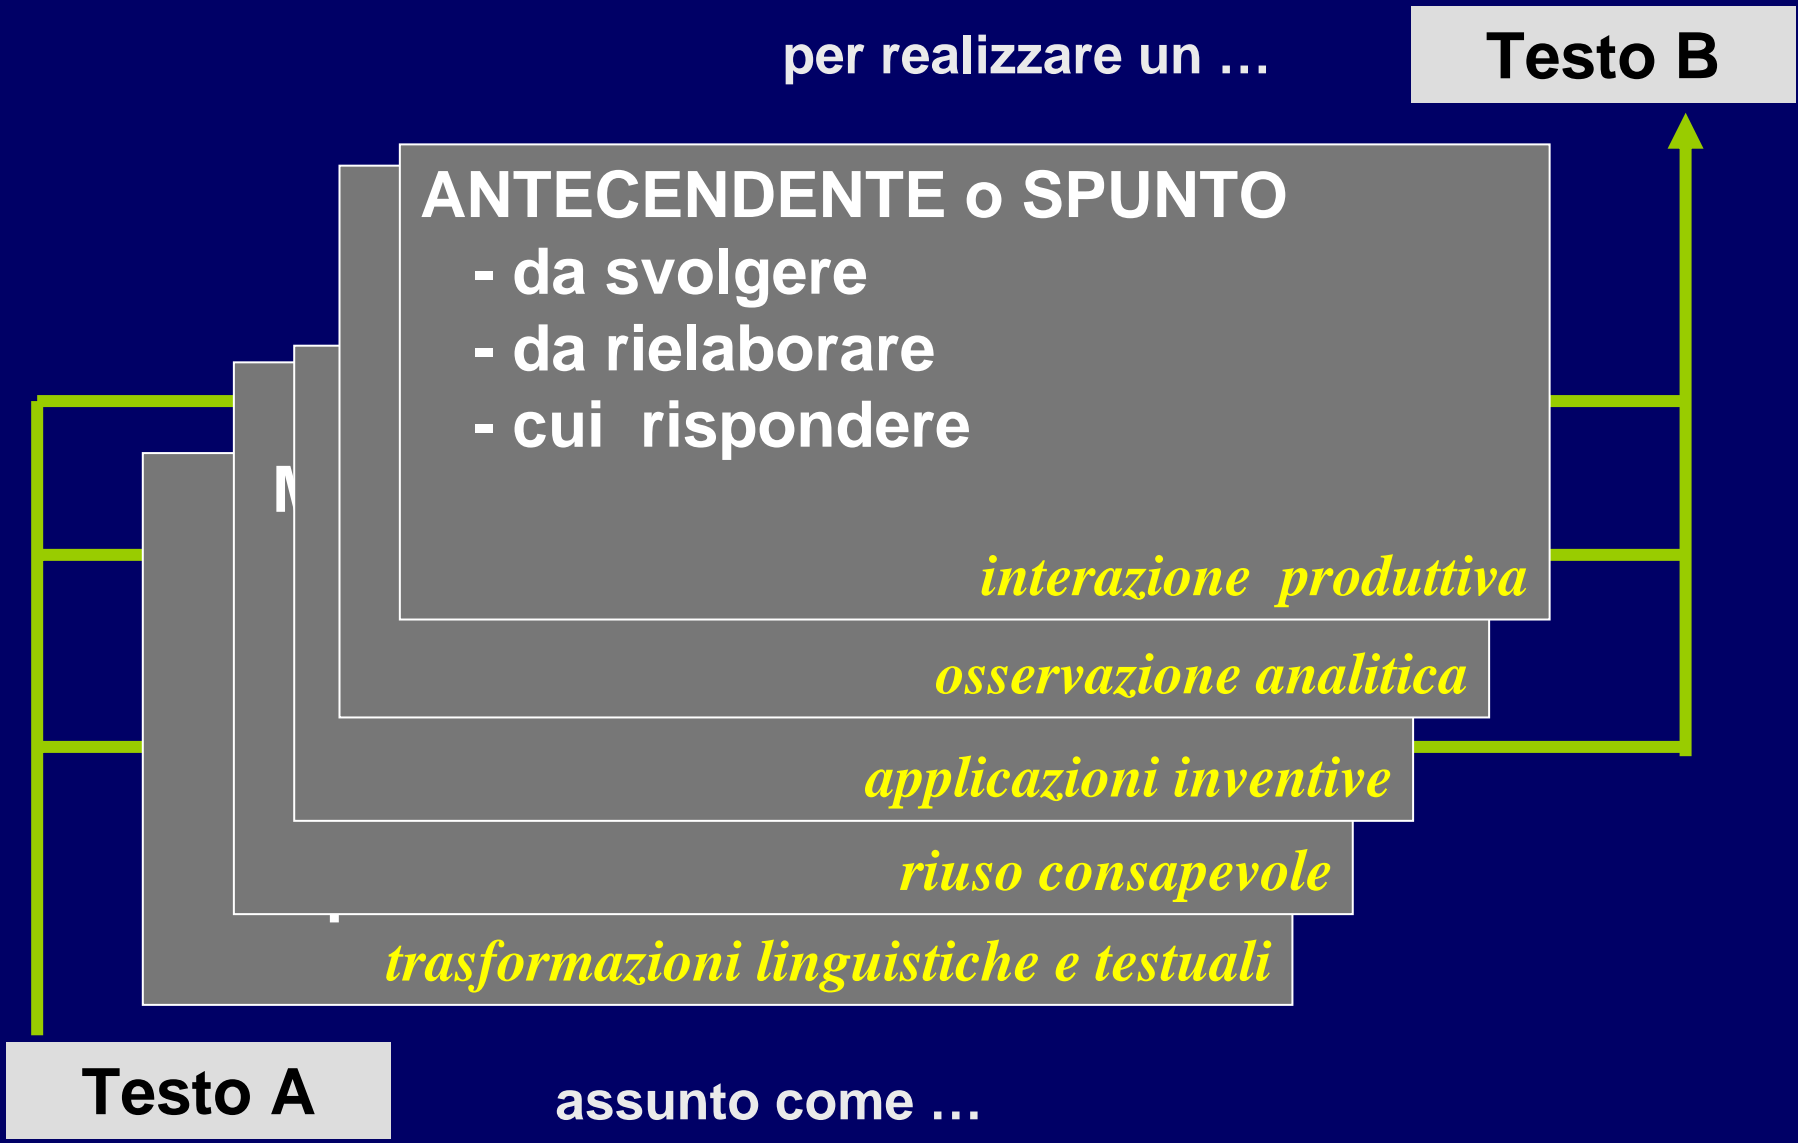 per realizzare un …
Testo B
ANTECENDENTE o SPUNTO
- da svolgere
- da rielaborare
- cui rispondere
interazione produttiva
osservazione analitica
applicazioni inventive
riuso consapevole
trasformazioni linguistiche e testuali
Testo A
assunto come …